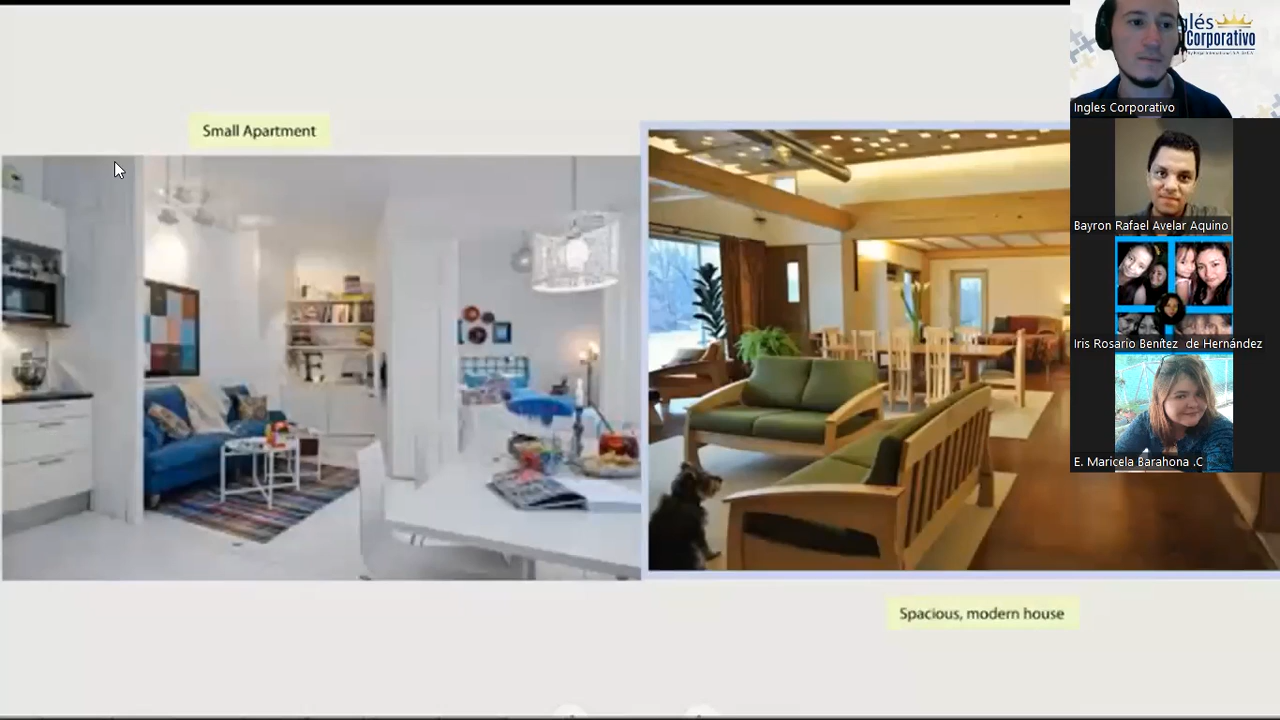 Small Apartment
Spacious, modern house
glés
Corporativo
Ingles Corporativo
Bayron Rafael Avelar Aquino
Iris Rosario Benítez de Hernández
E. Maricela Barahona .C